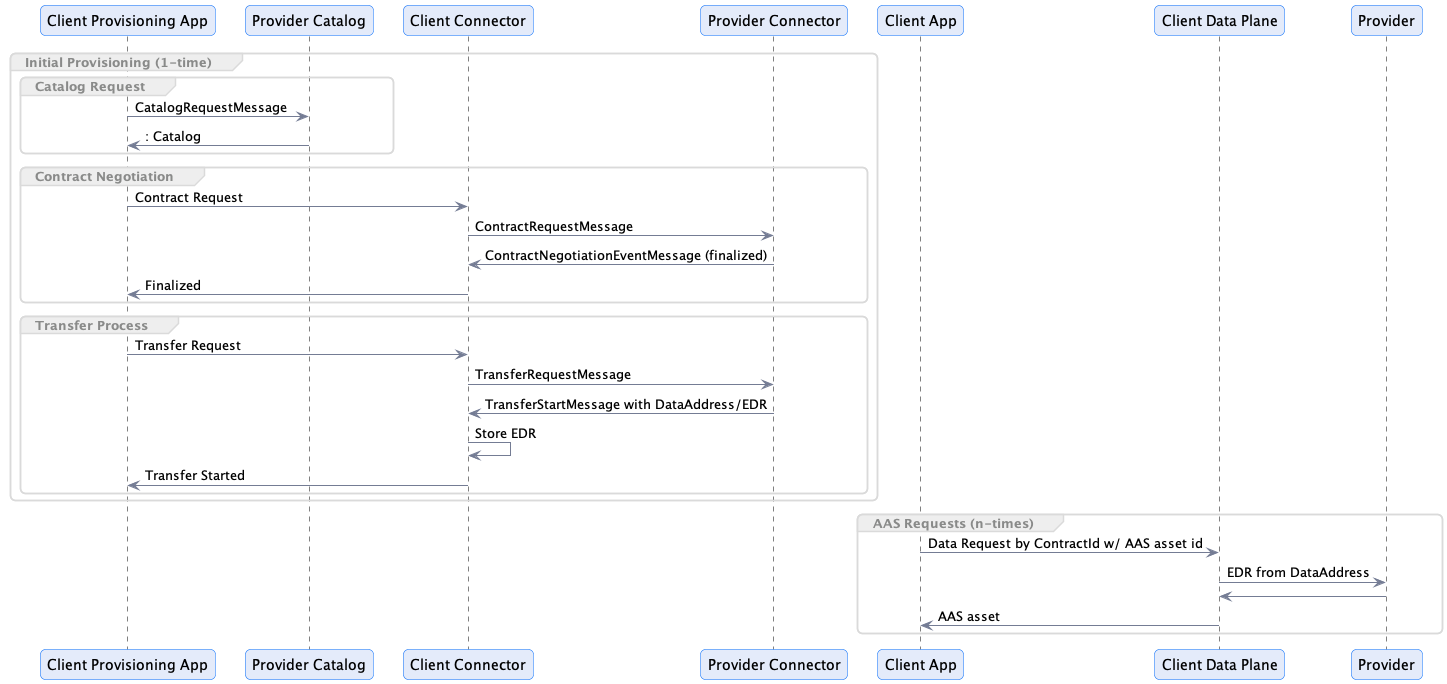 Client Provisioning App
Provider Catalog
Client Connector
Provider Connector
Client App
Client Data Plane
Provider
Initial Provisioning (1-time)
Catalog Request
CatalogRequestMessage
: Catalog
Contract Negotiation
Contract Request
ContractRequestMessage
ContractNegotiationEventMessage (finalized)
Finalized
Transfer Process
Transfer Request
TransferRequestMessage
TransferStartMessage with DataAddress/EDR
Store EDR
Transfer Started
AAS Requests (n-times)
Data Request by ContractId w/ AAS asset id
EDR from DataAddress
AAS asset
Client Provisioning App
Provider Catalog
Client Connector
Provider Connector
Client App
Client Data Plane
Provider